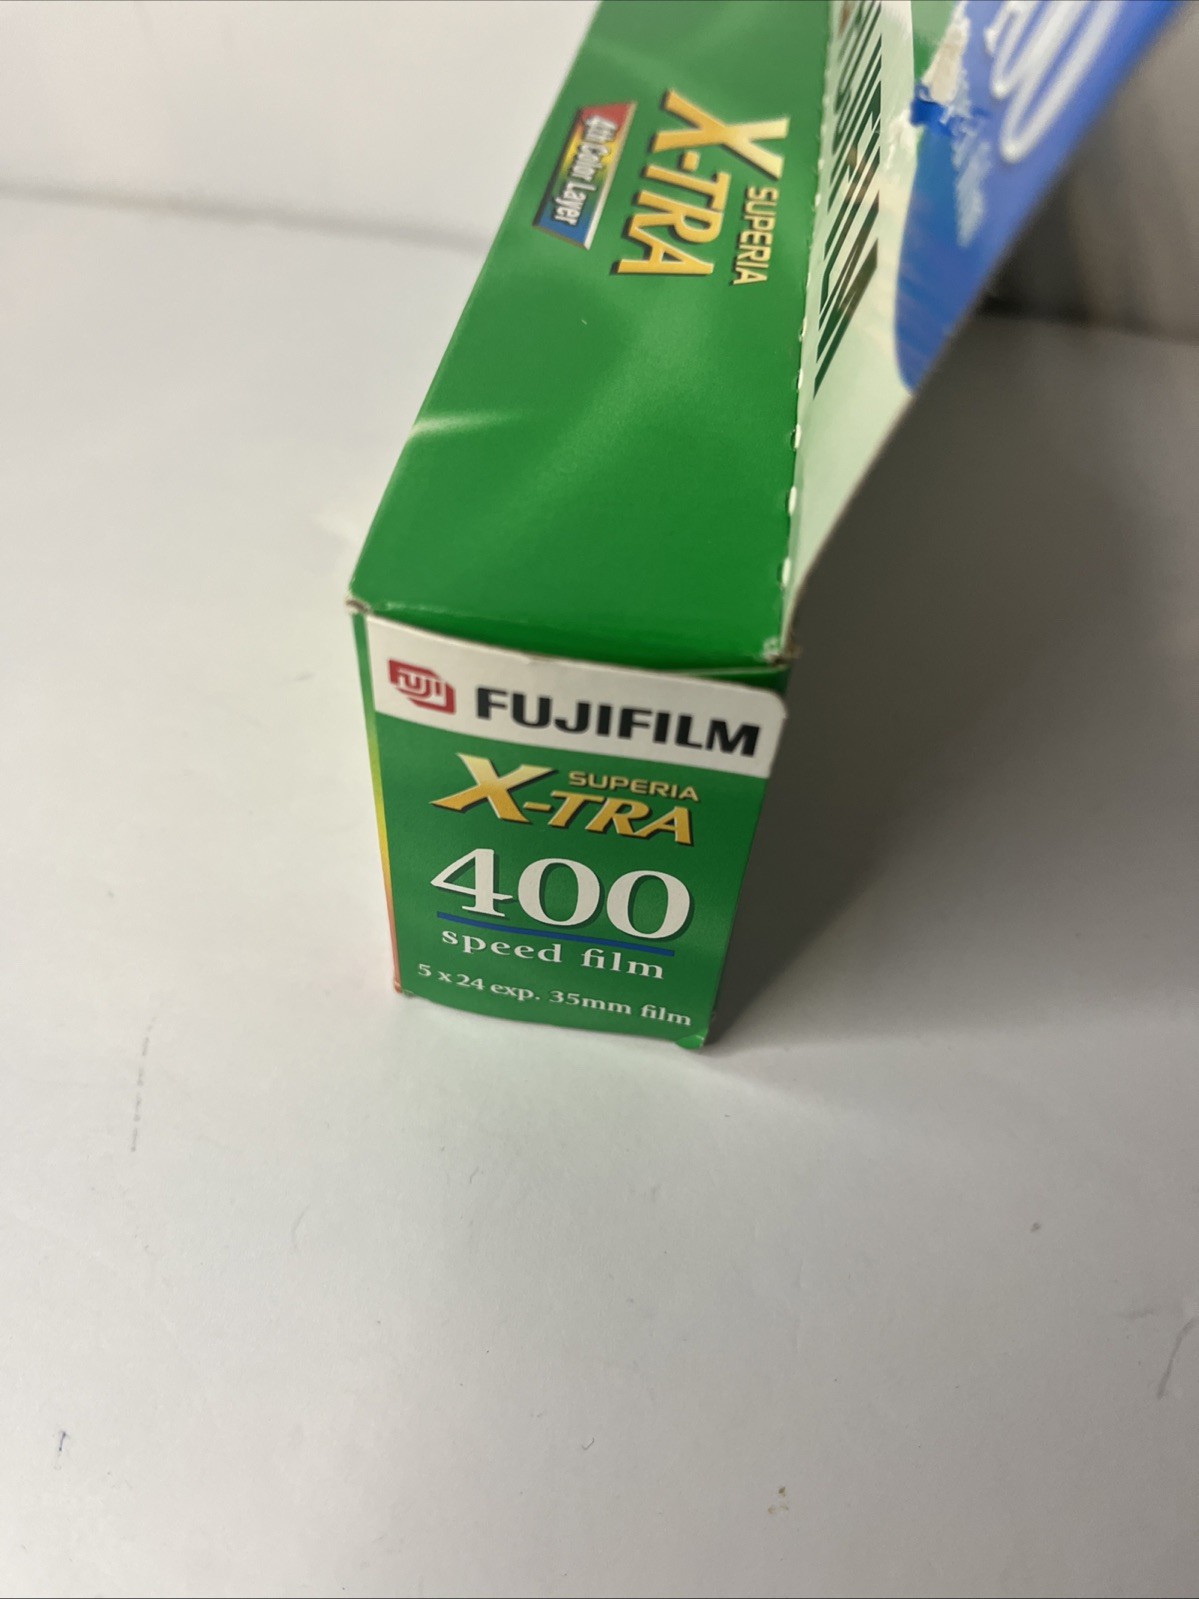 SUPERIA
X-TRA
4th Color Layer
FUJI FUJIFILM
SUPERIA
X-TRA
400
speed film
5 x 24 exp. 35mm film